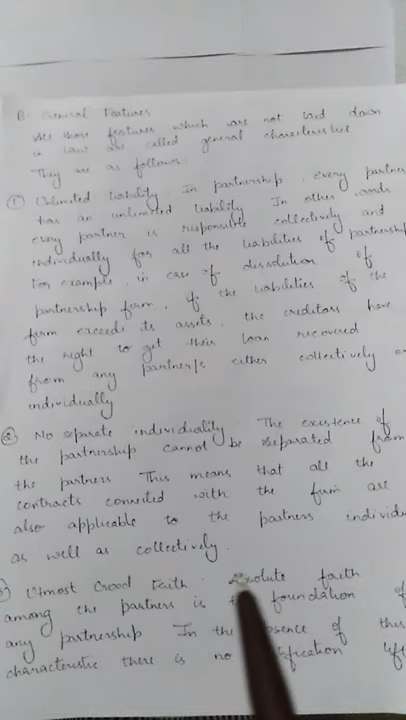 B. General Features
All those features which are not laid down
in law are called general characteristics
They are as follows.
① Unlimited liability: In partnership, every partner
has an unlimited liability. In other words
every partner is responsible collectively and
individually for all the liabilities of partnership
For example, in case of dissolution of
partnership firm, if the liabilities of the
firm exceeds its assets, the creditors have
the right to get their loan recovered
from any partner/s either collectively or
individually
② No separate individuality: The existence of
the partnership cannot be separated from
the partners This means that all the
contracts connected with the firm are
also applicable to the partners individu
as well as collectively.
Utmost Good Faith: Absolute faith
among the partners is foundation of
any partnership In the absence of this
characteristic there is no